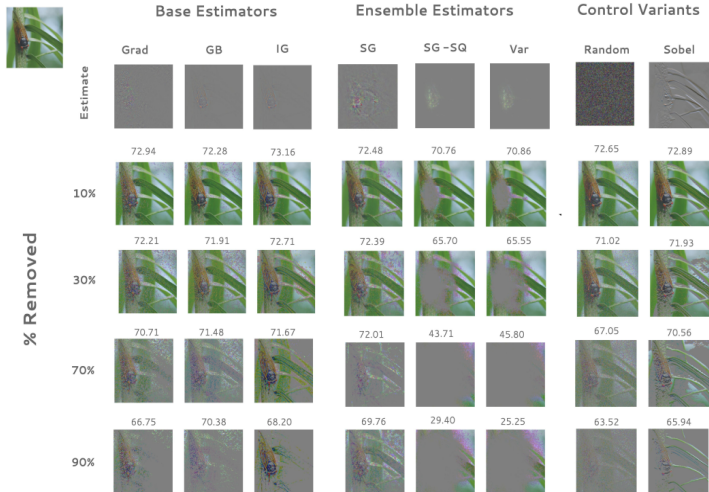 Base Estimators Ensemble Estimators Control Variants
Grad GB IG SG SG -SQ Var Random Sobel
Estimate
72.94 72.28 73.16 72.48 70.76 70.86 72.65 72.89
10%
72.21 71.91 72.71 72.39 65.70 65.55 71.02 71.93
30%
% Removed
70.71 71.48 71.67 72.01 43.71 45.80 67.05 70.56
70%
66.75 70.38 68.20 69.76 29.40 25.25 63.52 65.94
90%